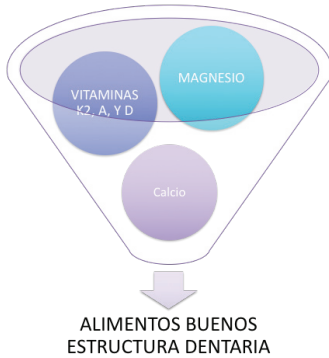 MAGNESIO
VITAMINAS
K2, A, Y D
Calcio
ALIMENTOS BUENOS
ESTRUCTURA DENTARIA